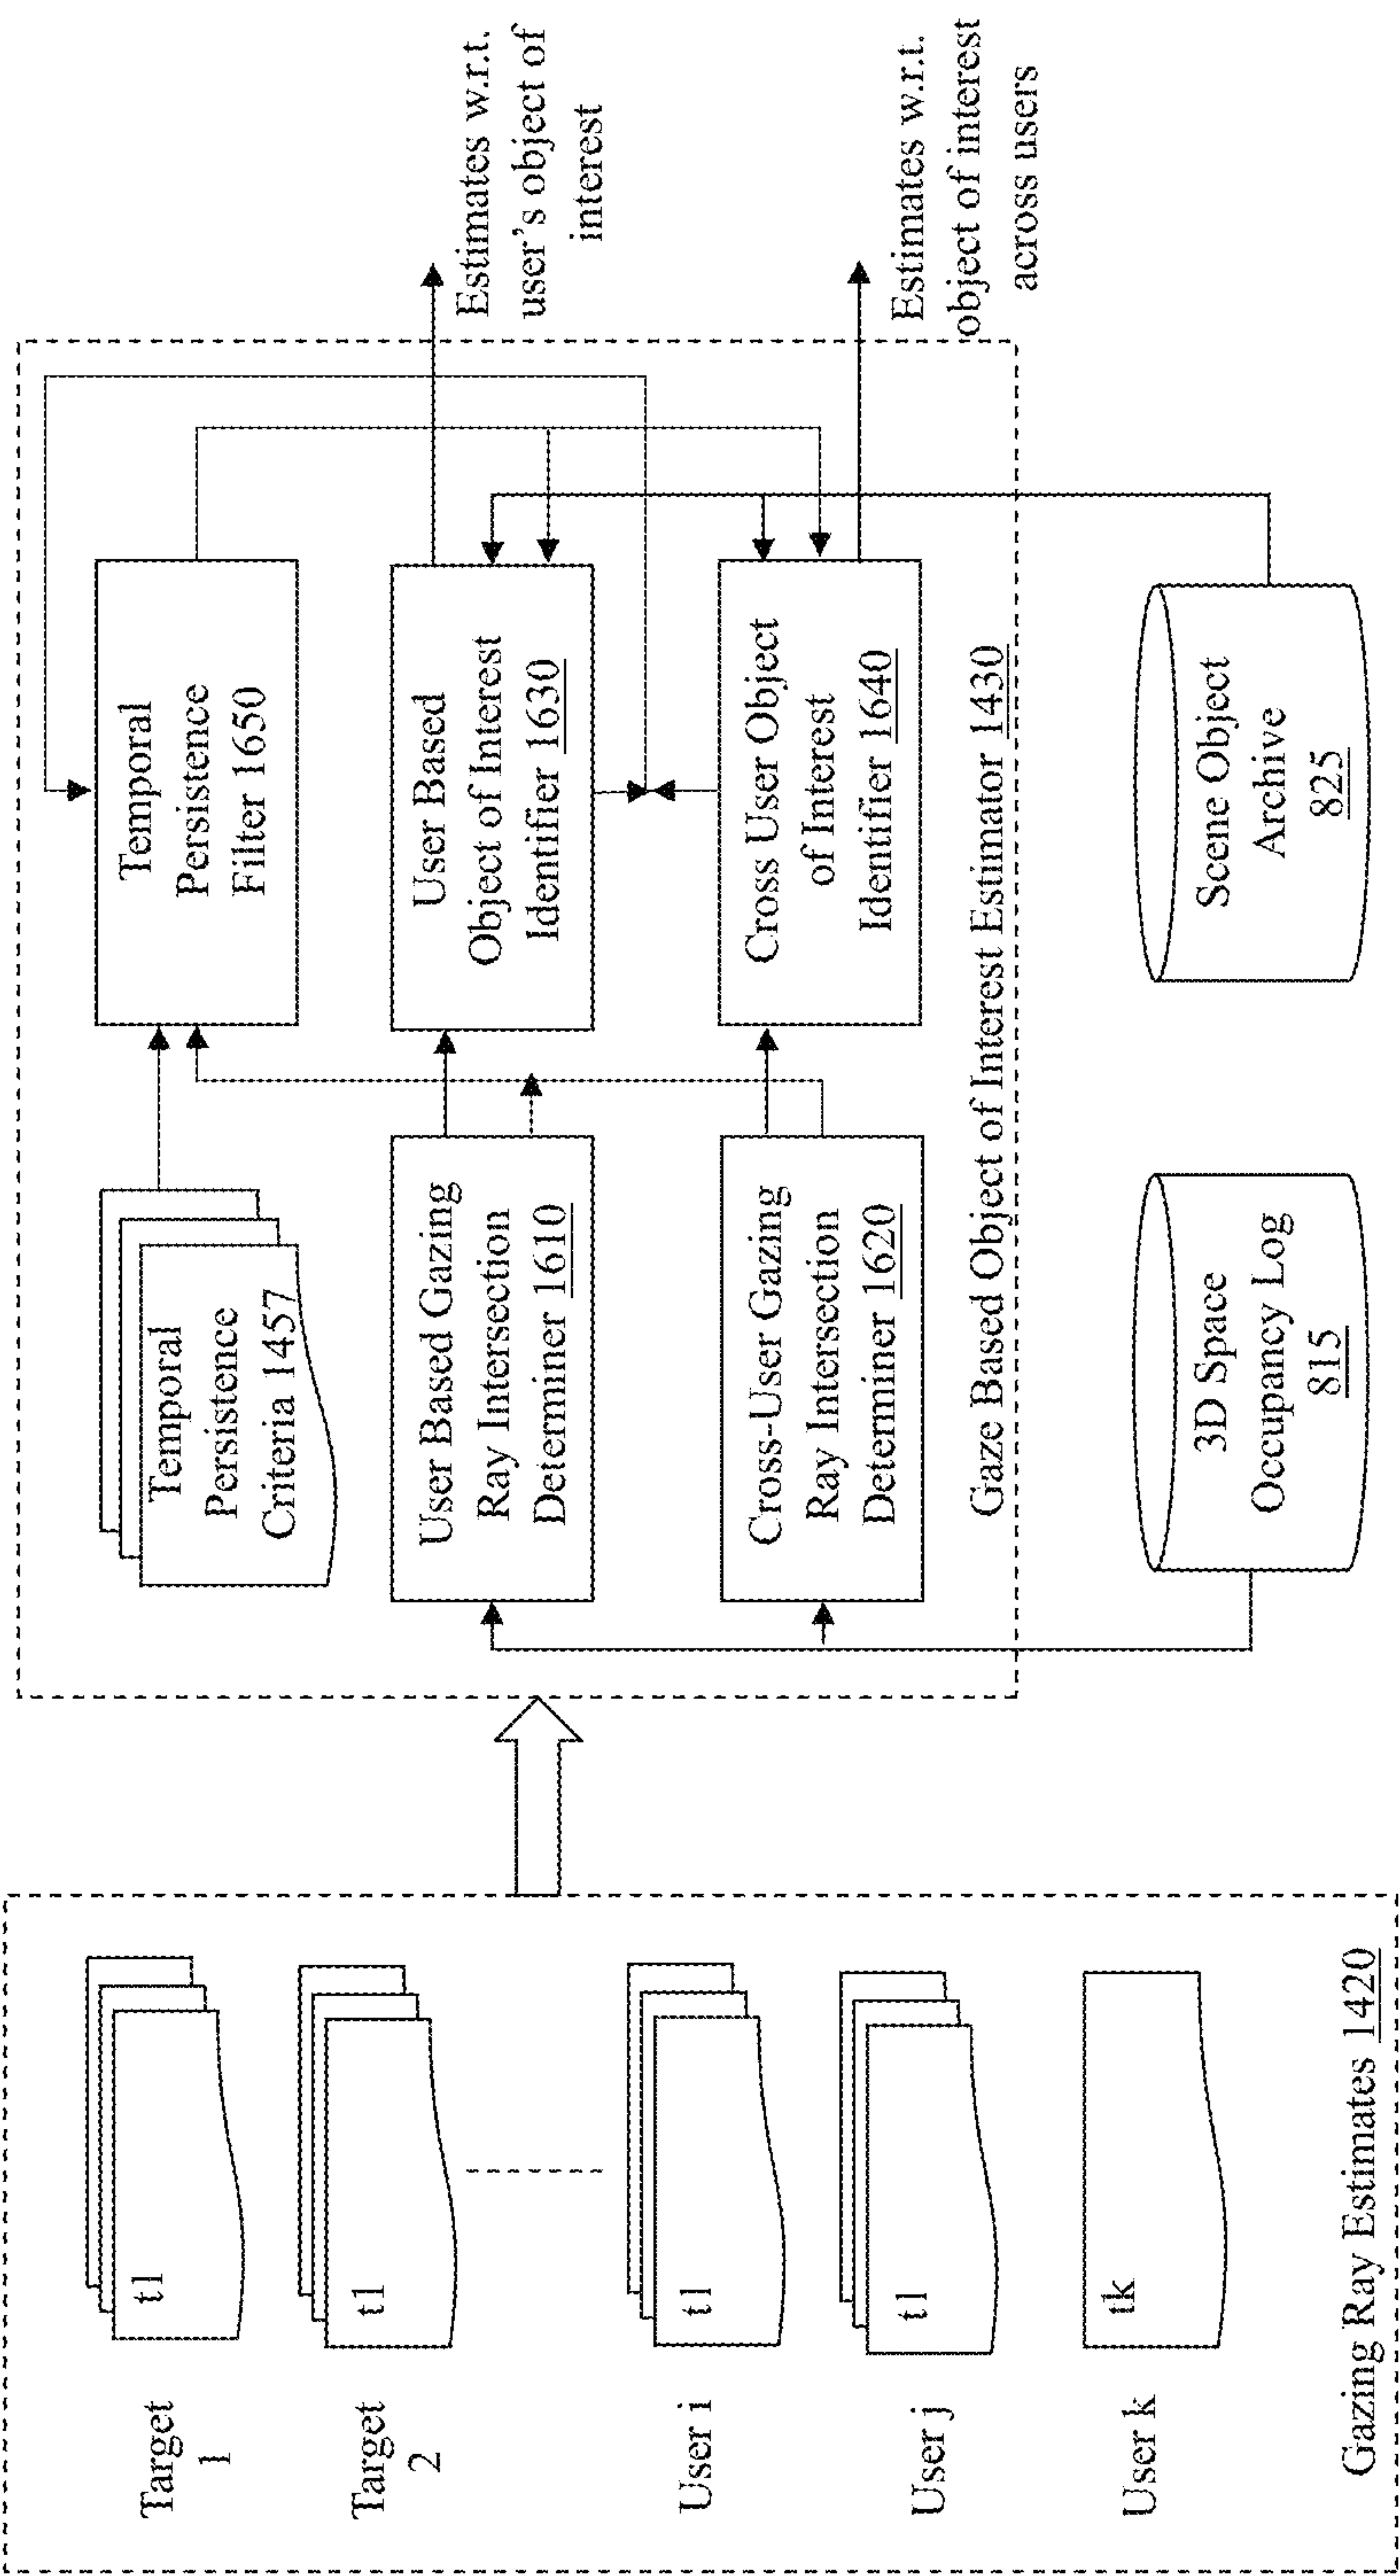 Target
1
t1
Target
2
t1
User i
t1
User j
t1
User k
tk
Gazing Ray Estimates 1420
Temporal
Persistence
Criteria 1457
User Based Gazing
Ray Intersection
Determiner 1610
Cross-User Gazing
Ray Intersection
Determiner 1620
Temporal
Persistence
Filter 1650
User Based
Object of Interest
Identifier 1630
Cross User Object
of Interest
Identifier 1640
Gaze Based Object of Interest Estimator 1430
3D Space
Occupancy Log
815
Scene Object
Archive
825
Estimates w.r.t.
user's object of
interest
Estimates w.r.t.
object of interest
across users